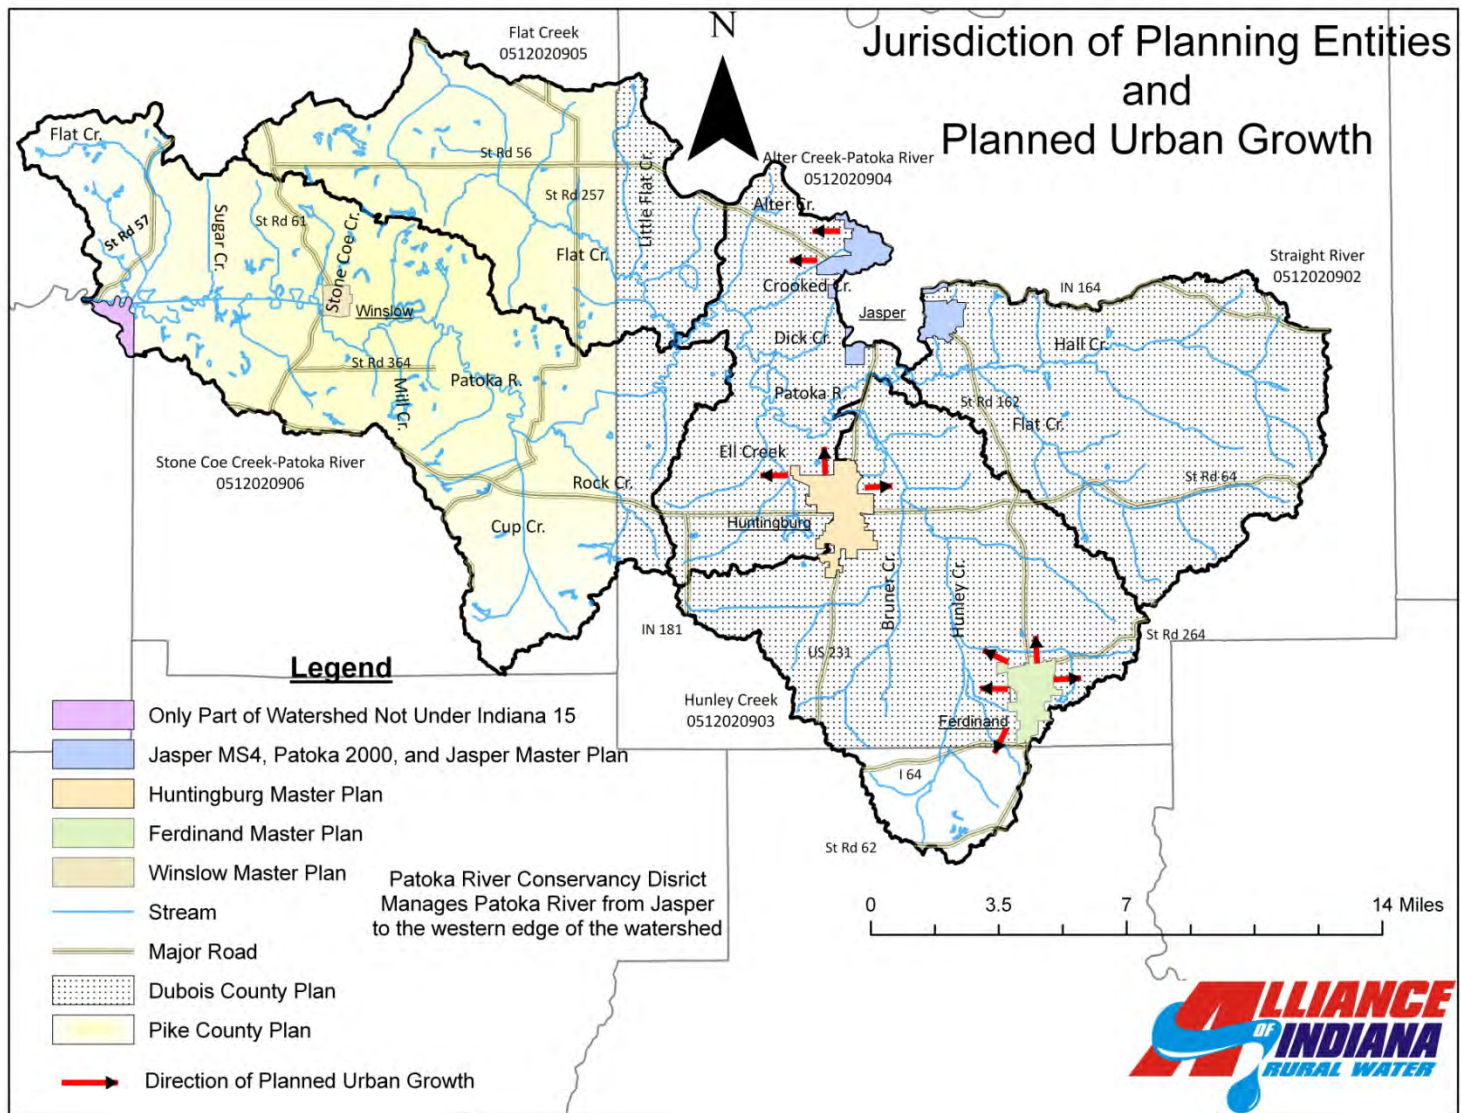 Jurisdiction of Planning Entities
and
Planned Urban Growth
N
Flat Creek
0512020905
Flat Cr.
St Rd 56
Alter Creek-Patoka River
0512020904
St Rd 257
Little Flat Cr.
Alter Cr.
St Rd 57
Sugar Cr.
St Rd 61
Stone Coe Cr.
Flat Cr.
Straight River
0512020902
IN 164
Crooked Cr.
Winslow
Jasper
Dick Cr.
Hall Cr.
St Rd 364
Mill Cr.
Patoka R.
Patoka R.
St Rd 162
Flat Cr.
Ell Creek
Stone Coe Creek-Patoka River
0512020906
Rock Cr.
St Rd 64
Cup Cr.
Huntingburg
Bruner Cr.
Hunley Cr.
IN 181
US 231
St Rd 264
Hunley Creek
0512020903
Ferdinand
I 64
St Rd 62
Legend
Only Part of Watershed Not Under Indiana 15
Jasper MS4, Patoka 2000, and Jasper Master Plan
Huntingburg Master Plan
Ferdinand Master Plan
Winslow Master Plan
Stream
Major Road
Dubois County Plan
Pike County Plan
Direction of Planned Urban Growth
Patoka River Conservancy Disrict
Manages Patoka River from Jasper
to the western edge of the watershed
0 3.5 7 14 Miles
ALLIANCE
OF INDIANA
RURAL WATER